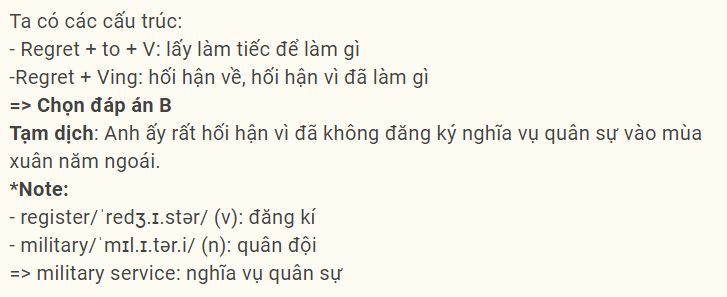 Ta có các cấu trúc:
- Regret + to + V: lấy làm tiếc để làm gì
-Regret + Ving: hối hận về, hối hận vì đã làm gì
=> Chọn đáp án B
Tạm dịch: Anh ấy rất hối hận vì đã không đăng ký nghĩa vụ quân sự vào mùa
xuân năm ngoái.
*Note:
- register/ˈredʒ.ɪ.stər/ (v): đăng kí
- military/ˈmɪl.ɪ.tər.i/ (n): quân đội
=> military service: nghĩa vụ quân sự